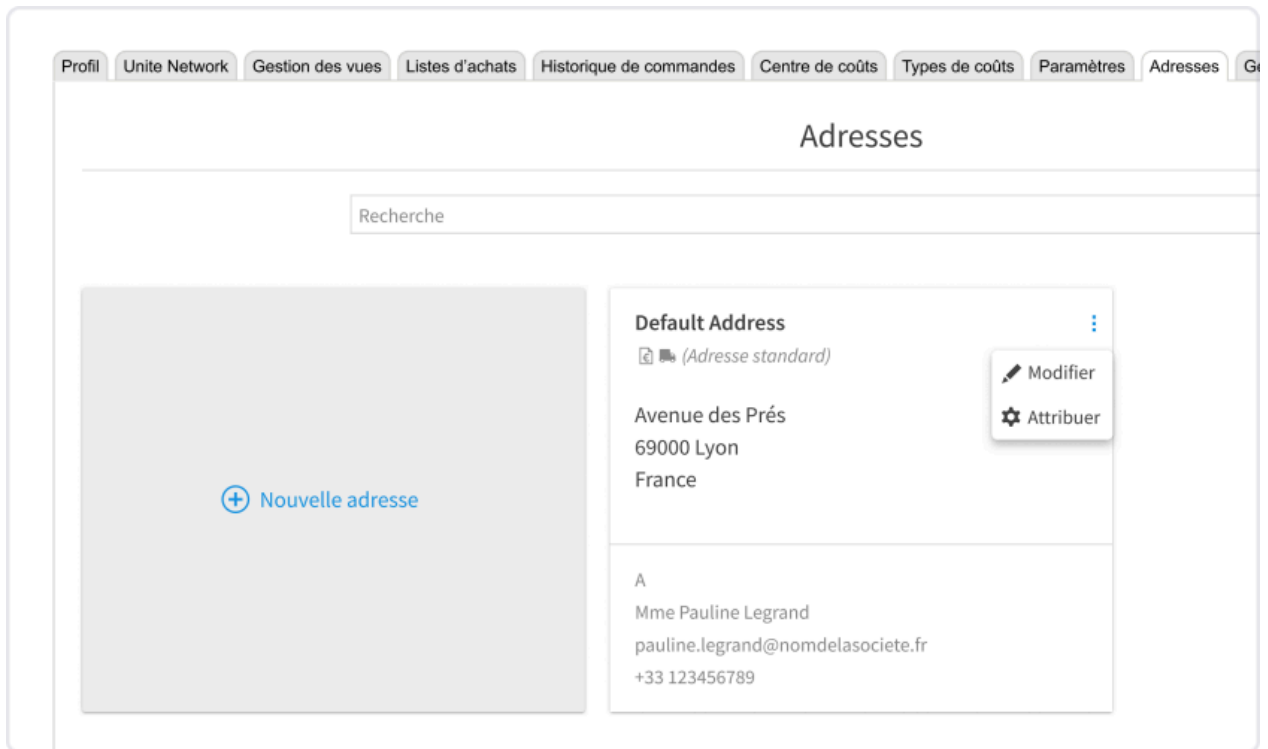 Profil Unite Network Gestion des vues Listes d'achats Historique de commandes Centre de coûts Types de coûts Paramètres Adresses
Adresses
Recherche
Nouvelle adresse
Default Address
(Adresse standard)
Modifier
Attribuer
Avenue des Prés
69000 Lyon
France
A
Mme Pauline Legrand
pauline.legrand@nomdelasociete.fr
+33 123456789